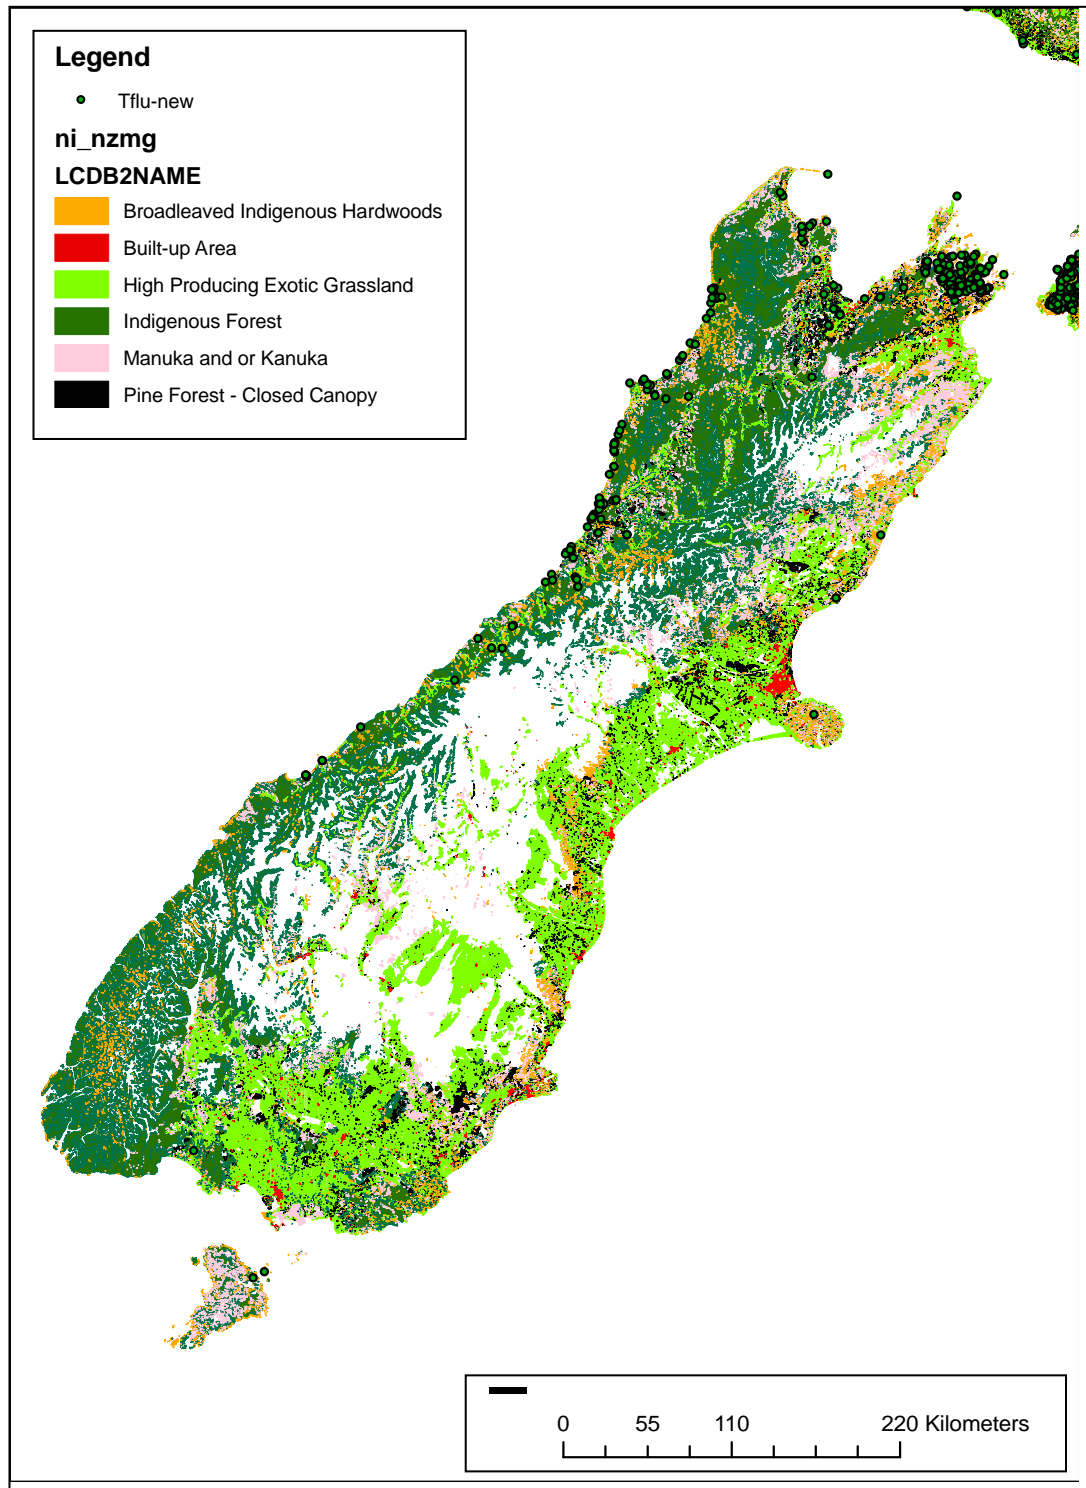 Legend
Tflu-new
ni_nzmg
LCDB2NAME
Broadleaved Indigenous Hardwoods
Built-up Area
High Producing Exotic Grassland
Indigenous Forest
Manuka and or Kanuka
Pine Forest - Closed Canopy
0 55 110 220 Kilometers